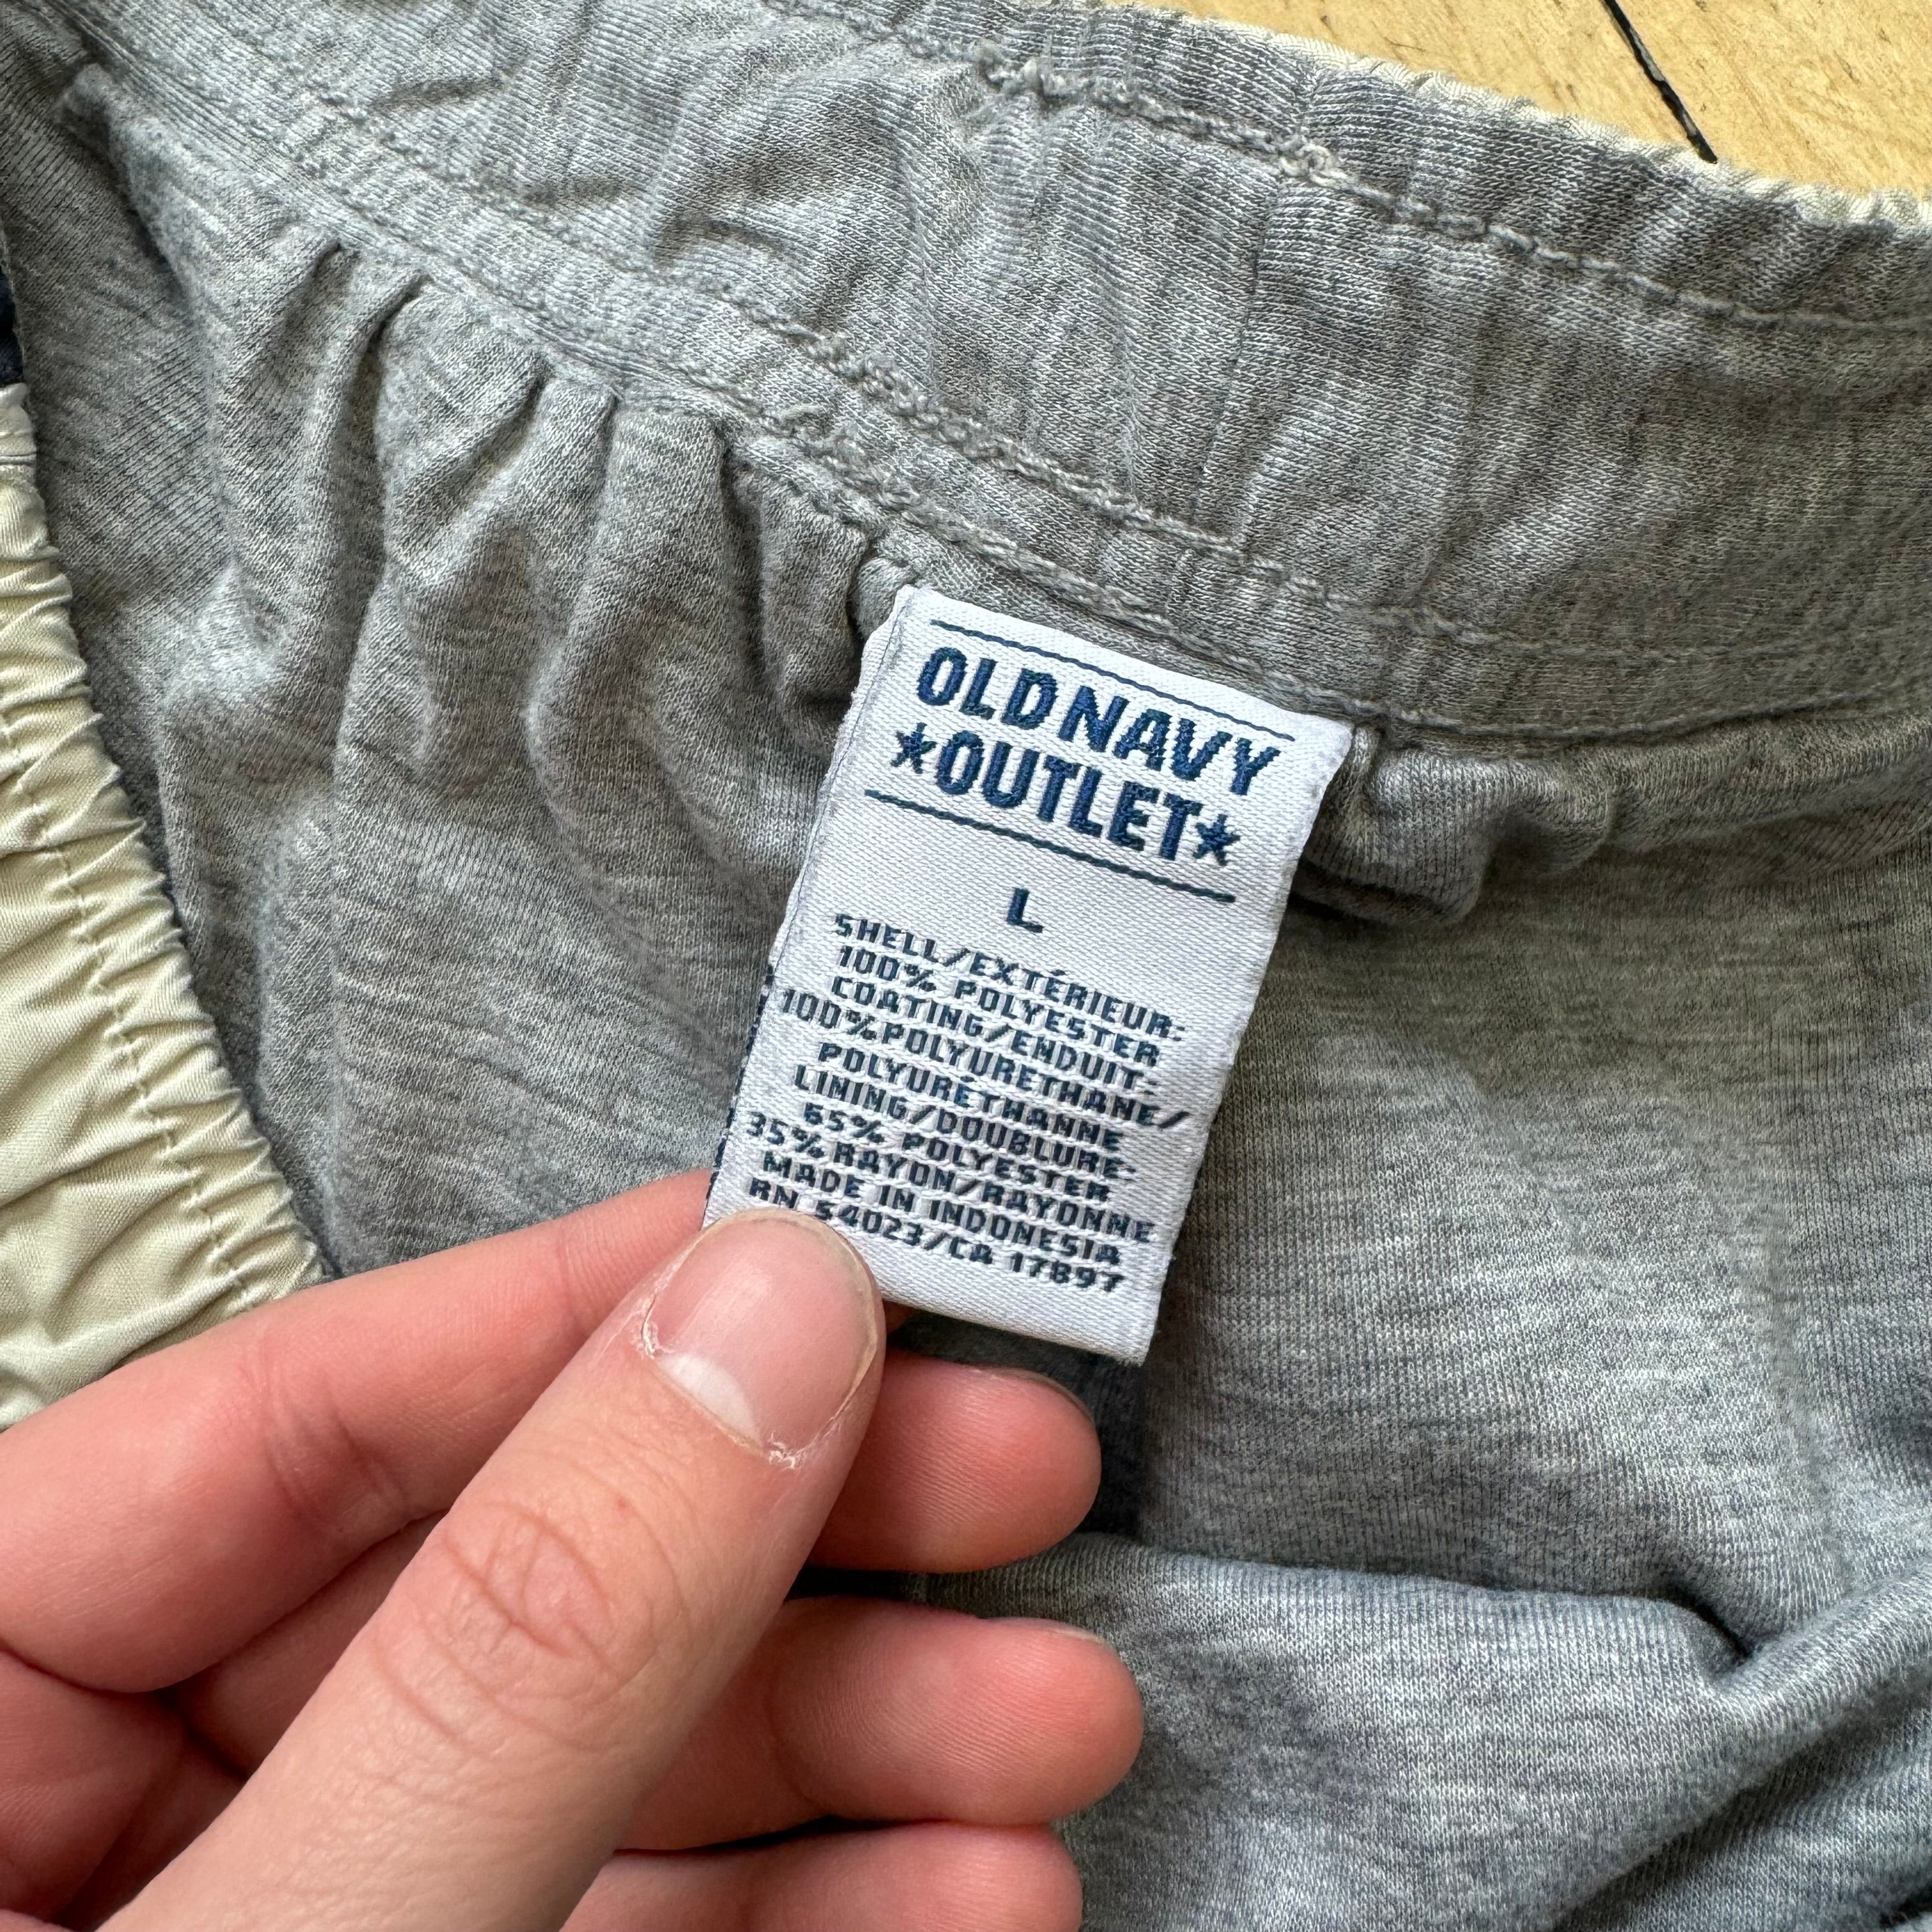 OLD NAVY
★OUTLET★
L
SHELL/EXTÉRIEUR:
100% POLYESTER
COATING/ENDUIT:
100%POLYURETHANE/
POLYURÉTHANNE
LINING/DOUBLURE:
65% POLYESTER
35%RAYON/RAYONNE
MADE IN INDONESIA
RN 54023/CA 17897